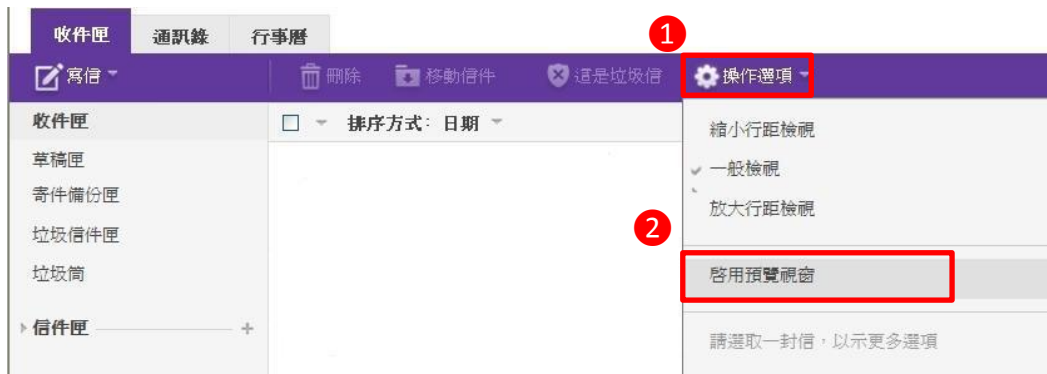 收件匣 通訊錄 行事曆
1
寫信 刪除 移動信件 這是垃圾信 操作選項
收件匣 排序方式：日期
縮小行距檢視
草稿匣
一般檢視
寄件備份匣
放大行距檢視
2
垃圾信件匣
垃圾筒
啓用預覽視窗
信件匣 +
請選取一封信，以示更多選項